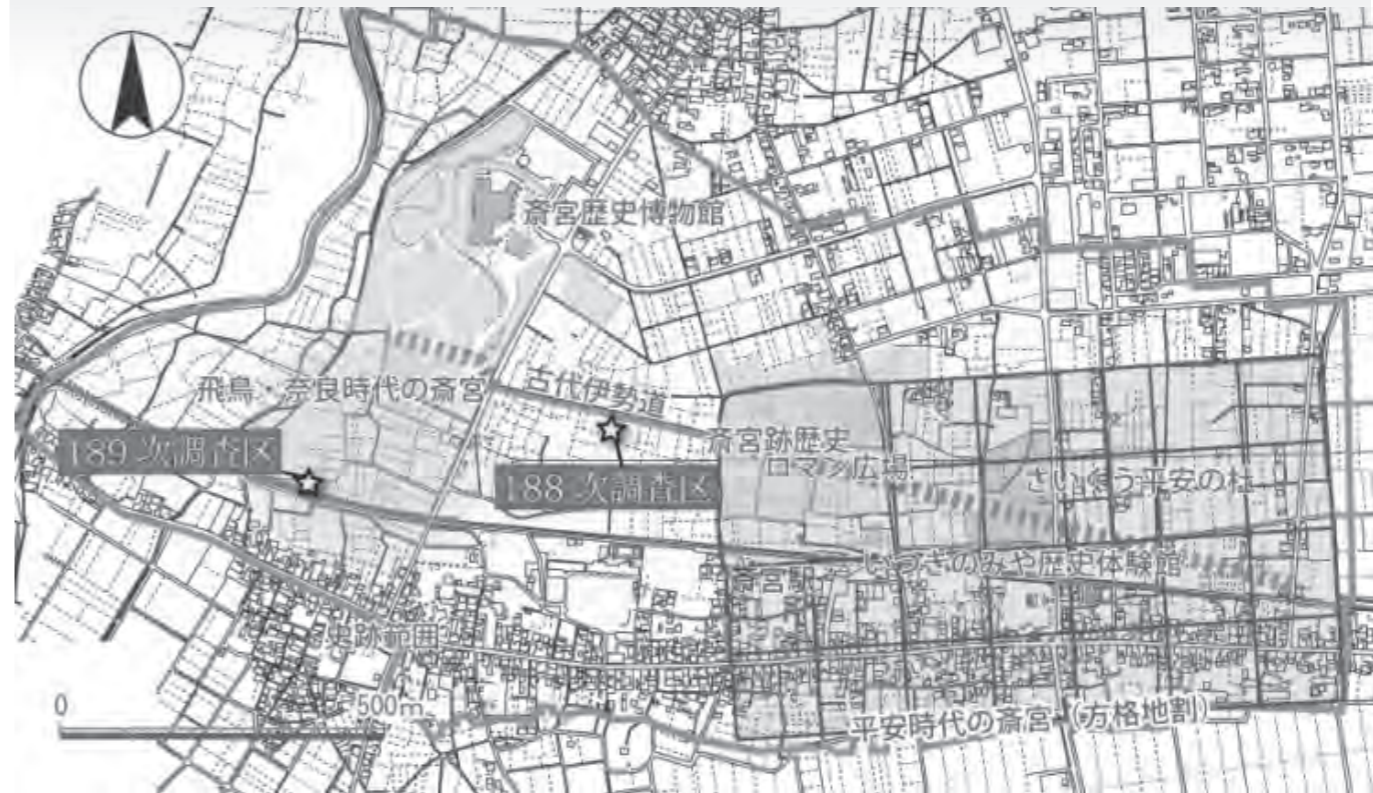 斎宮歴史博物館
飛鳥・奈良時代の斎宮
古代伊勢道
189 次調査区
188 次調査区
斎宮跡歴史
ロマン広場
さいくう平安の杜
斎宮駅
いつきのみや歴史体験館
史跡範囲
0
500m
平安時代の斎宮（方格地割）